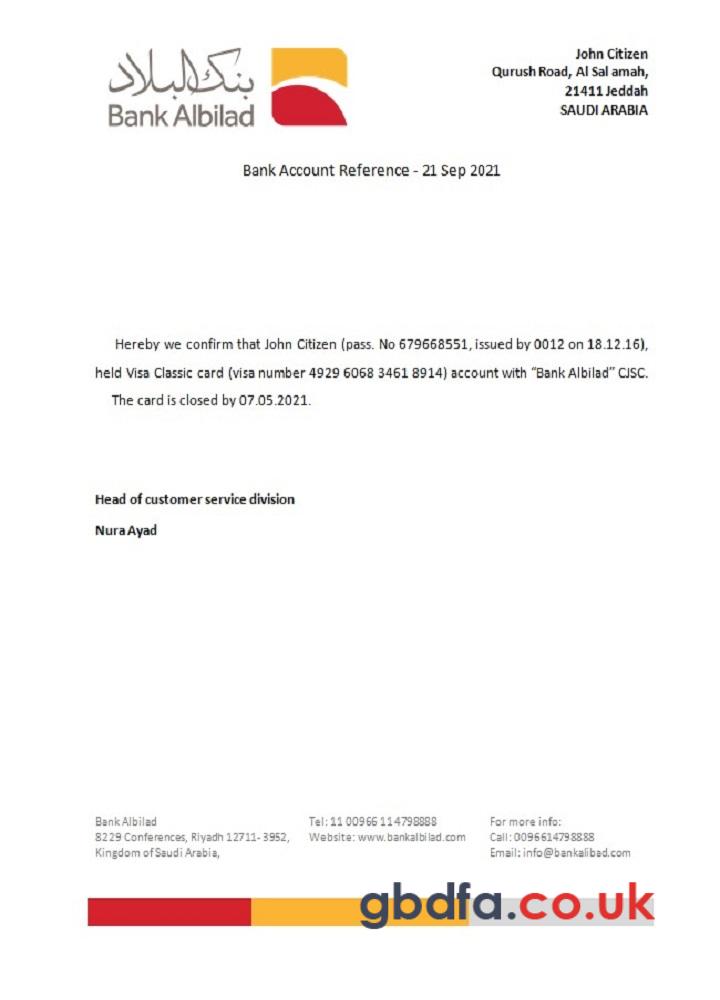 بنك البلاد
Bank Albilad
John Citizen
Qurush Road, Al Salamah,
21411 Jeddah
SAUDI ARABIA
Bank Account Reference - 21 Sep 2021
Hereby we confirm that John Citizen (pass. No 679668551, issued by 0012 on 18.12.16),
held Visa Classic card (visa number 4929 6068 3461 8914) account with “Bank Albilad” CJSC.
The card is closed by 07.05.2021.
Head of customer service division
Nura Ayad
Bank Albilad
8229 Conferences, Riyadh 12711- 3952,
Kingdom of Saudi Arabia,
Tel: 11 00966 114798888
Website: www.bankalbilad.com
For more info:
Call: 0096614798888
Email: info@bankalibad.com
gbdfa.co.uk